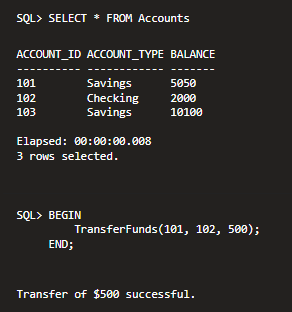 SQL> SELECT * FROM Accounts
ACCOUNT_ID ACCOUNT_TYPE BALANCE
---------- ------------ -------
101 Savings 5050
102 Checking 2000
103 Savings 10100
Elapsed: 00:00:00.008
3 rows selected.
SQL> BEGIN
TransferFunds(101, 102, 500);
END;
Transfer of $500 successful.